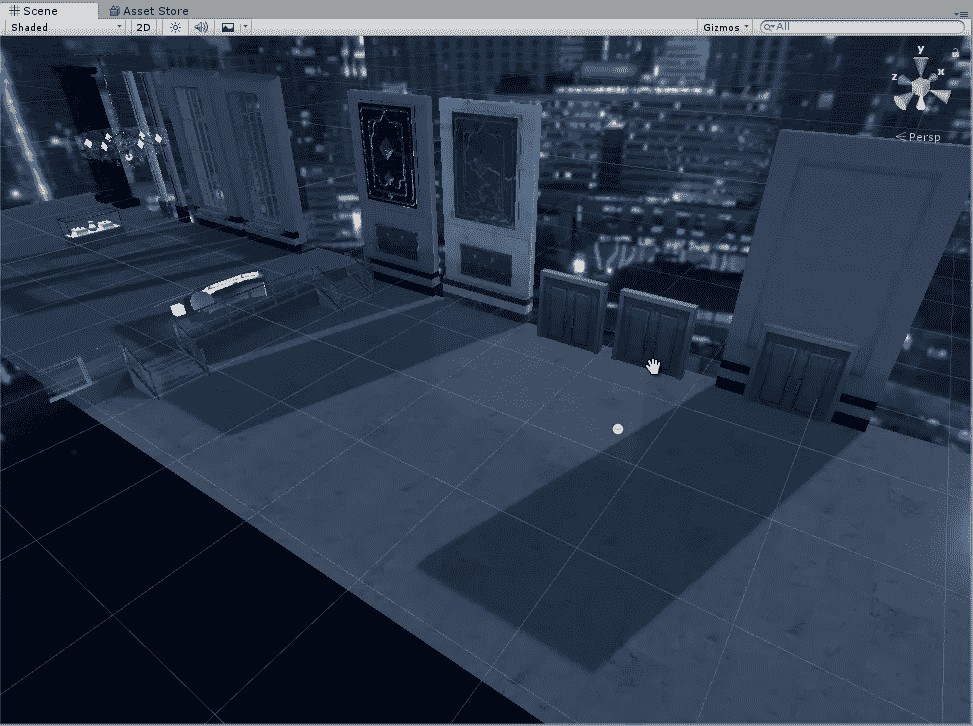 Scene
Asset Store
Shaded
2D
Gizmos
All
y
z
x
Persp